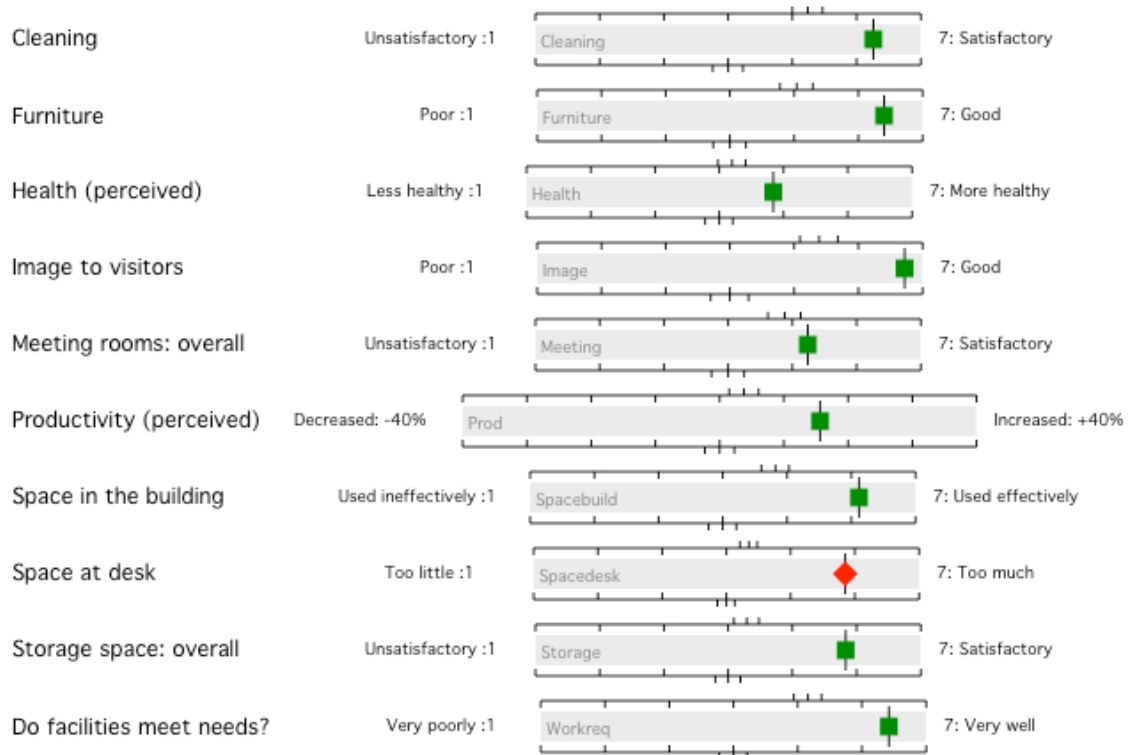 Cleaning Unsatisfactory :1 Cleaning 7: Satisfactory
Furniture Poor :1 Furniture 7: Good
Health (perceived) Less healthy :1 Health 7: More healthy
Image to visitors Poor :1 Image 7: Good
Meeting rooms: overall Unsatisfactory :1 Meeting 7: Satisfactory
Productivity (perceived) Decreased: -40% Prod Increased: +40%
Space in the building Used ineffectively :1 Spacebuild 7: Used effectively
Space at desk Too little :1 Spacedesk 7: Too much
Storage space: overall Unsatisfactory :1 Storage 7: Satisfactory
Do facilities meet needs? Very poorly :1 Workreq 7: Very well